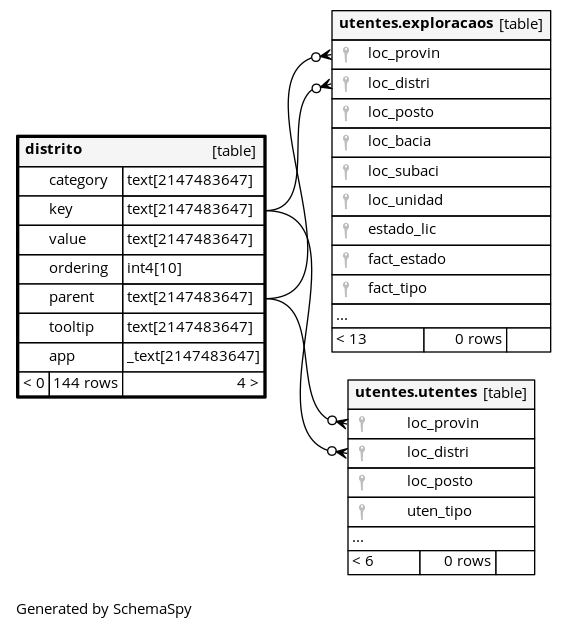 utentes.exploracaos [table]
loc_provin
loc_distri
loc_posto
loc_bacia
loc_subaci
loc_unidad
estado_lic
fact_estado
fact_tipo
...
< 13 0 rows
distrito [table]
category text[2147483647]
key text[2147483647]
value text[2147483647]
ordering int4[10]
parent text[2147483647]
tooltip text[2147483647]
app _text[2147483647]
< 0 144 rows 4 >
utentes.utentes [table]
loc_provin
loc_distri
loc_posto
uten_tipo
...
< 6 0 rows
Generated by SchemaSpy